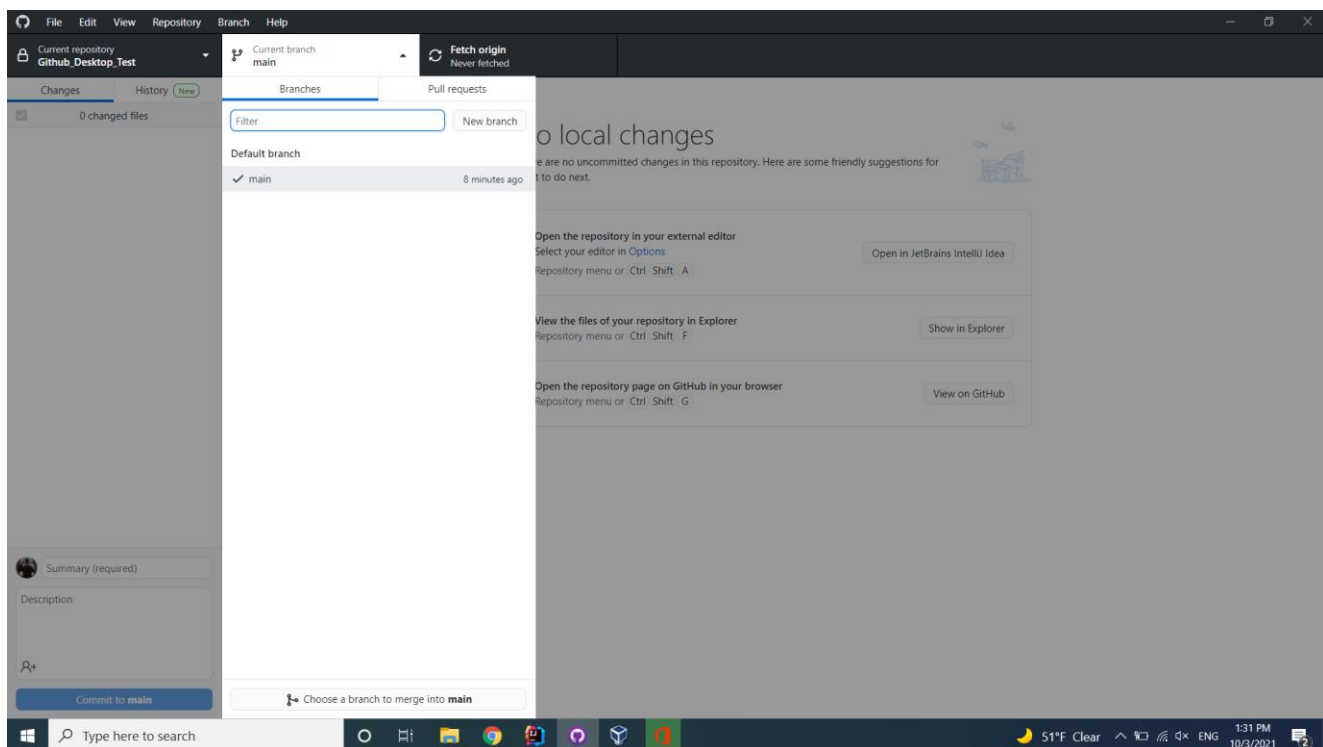 File Edit View Repository Branch Help
Current repository
Github_Desktop_Test
Current branch
main
Fetch origin
Never fetched
Changes
History New
0 changed files
Branches
Pull requests
Filter
New branch
Default branch
main
8 minutes ago
o local changes
e are no uncommitted changes in this repository. Here are some friendly suggestions for
t to do next.
Open the repository in your external editor
Select your editor in Options
Repository menu or Ctrl Shift A
Open in JetBrains IntelliJ Idea
View the files of your repository in Explorer
Repository menu or Ctrl Shift F
Show in Explorer
Open the repository page on GitHub in your browser
Repository menu or Ctrl Shift G
View on GitHub
Summary (required)
Description
Commit to main
Choose a branch to merge into main
Type here to search
51°F Clear
ENG
1:31 PM
10/3/2021
2